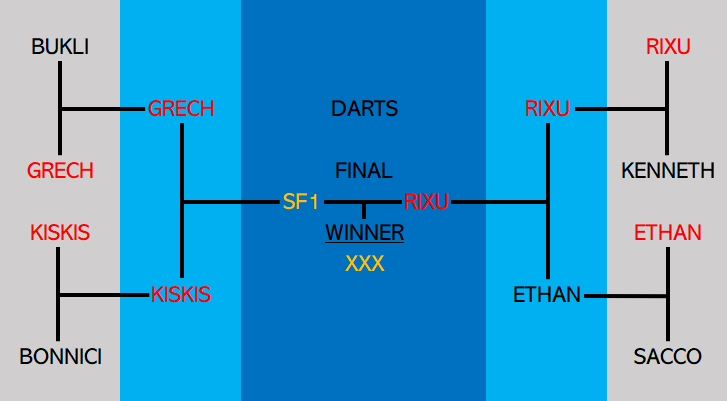 BUKLI
RIXU
GRECH
DARTS
RIXU
GRECH
FINAL
KENNETH
SF1
RIXU
KISKIS
WINNER
ETHAN
XXX
KISKIS
ETHAN
BONNICI
SACCO